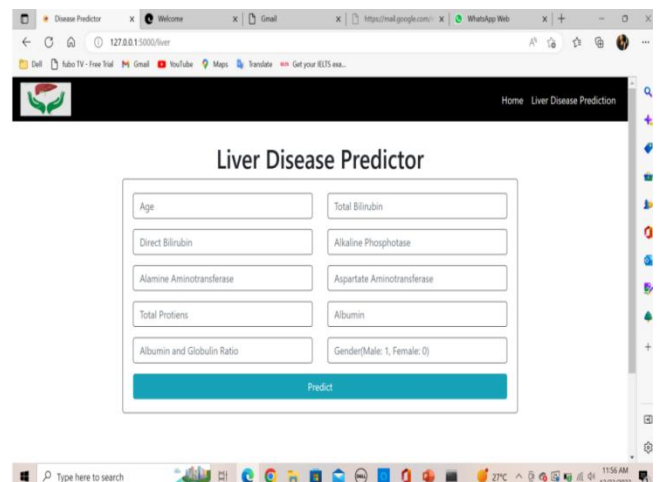 Disease Predictor Welcome Gmail https://mail.google.com/ WhatsApp Web
127.0.0.1:5000/liver
Dell fubo TV - Free Trial Gmail YouTube Maps Translate Get your IELTS exa...
Home Liver Disease Prediction
Liver Disease Predictor
Age Total Bilirubin
Direct Bilirubin Alkaline Phosphotase
Alamine Aminotransferase Aspartate Aminotransferase
Total Protiens Albumin
Albumin and Globulin Ratio Gender(Male: 1, Female: 0)
Predict
Type here to search 27°C 11:56 AM